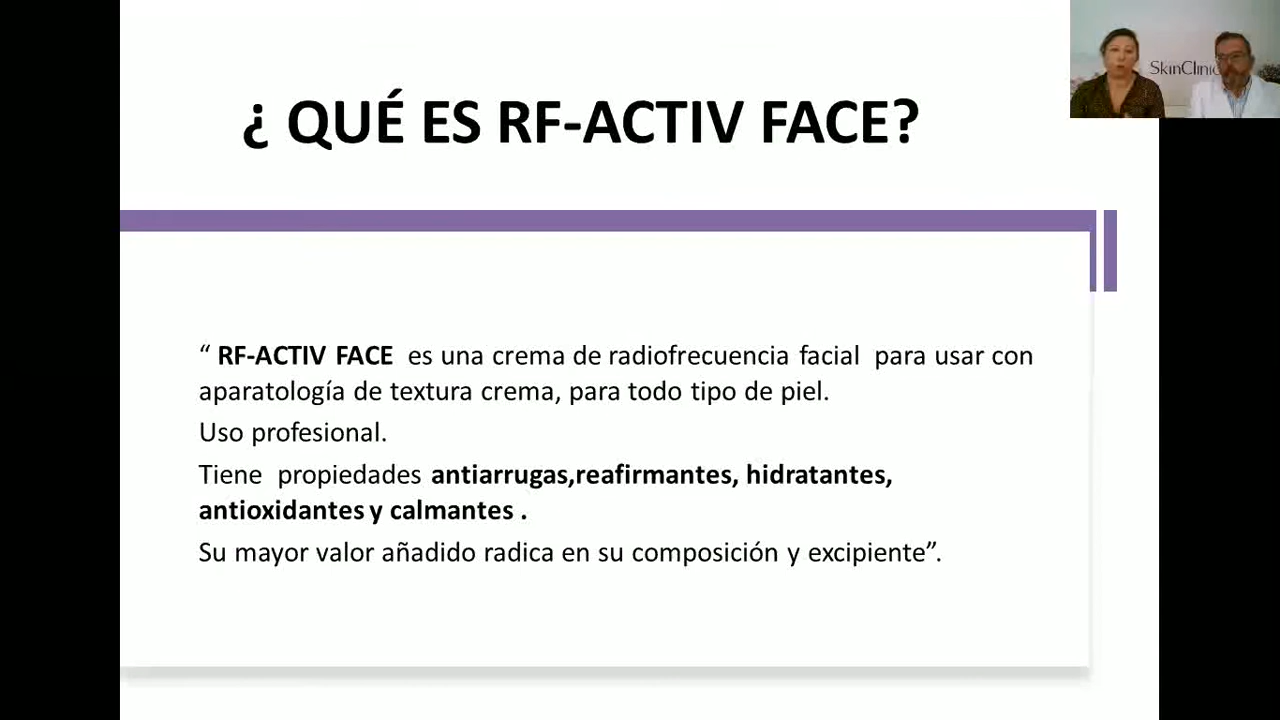 ¿ QUÉ ES RF-ACTIV FACE?
SkinClinic
“ RF-ACTIV FACE es una crema de radiofrecuencia facial para usar con
aparatología de textura crema, para todo tipo de piel.
Uso profesional.
Tiene propiedades antiarrugas,reafirmantes, hidratantes,
antioxidantes y calmantes .
Su mayor valor añadido radica en su composición y excipiente”.